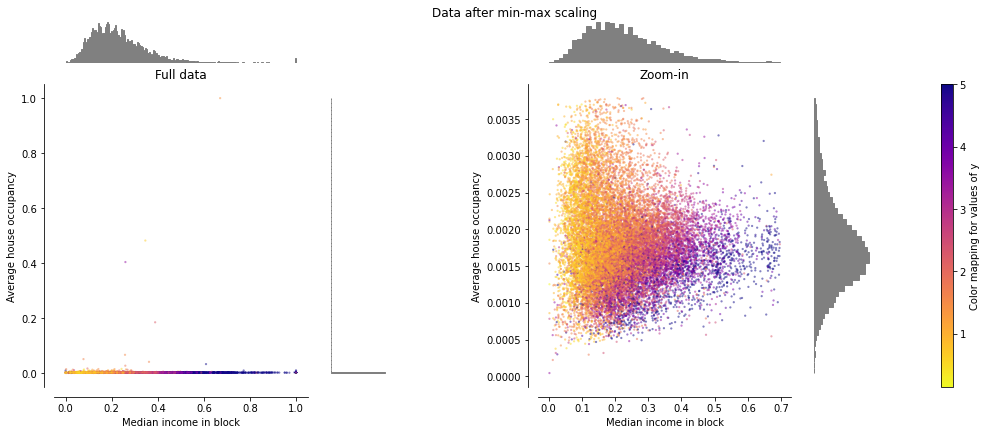 Data after min-max scaling
Full data
Zoom-in
1.0
0.8
0.6
0.4
0.2
0.0
Average house occupancy
0.0 0.2 0.4 0.6 0.8 1.0
Median income in block
0.0035
0.0030
0.0025
0.0020
0.0015
0.0010
0.0005
0.0000
Average house occupancy
0.0 0.1 0.2 0.3 0.4 0.5 0.6 0.7
Median income in block
5
4
3
2
1
Color mapping for values of y